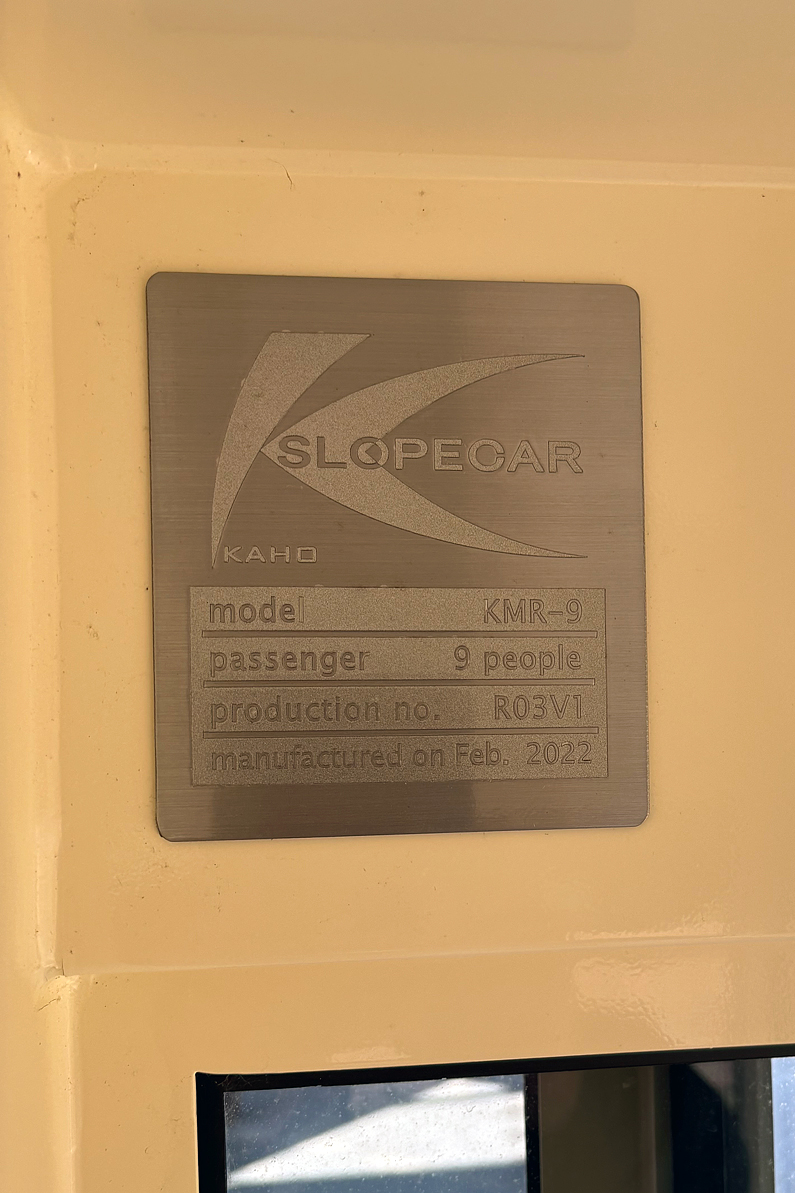 SLOPECAR
KAHO
model KMR-9
passenger 9 people
production no. R03V1
manufactured on Feb. 2022